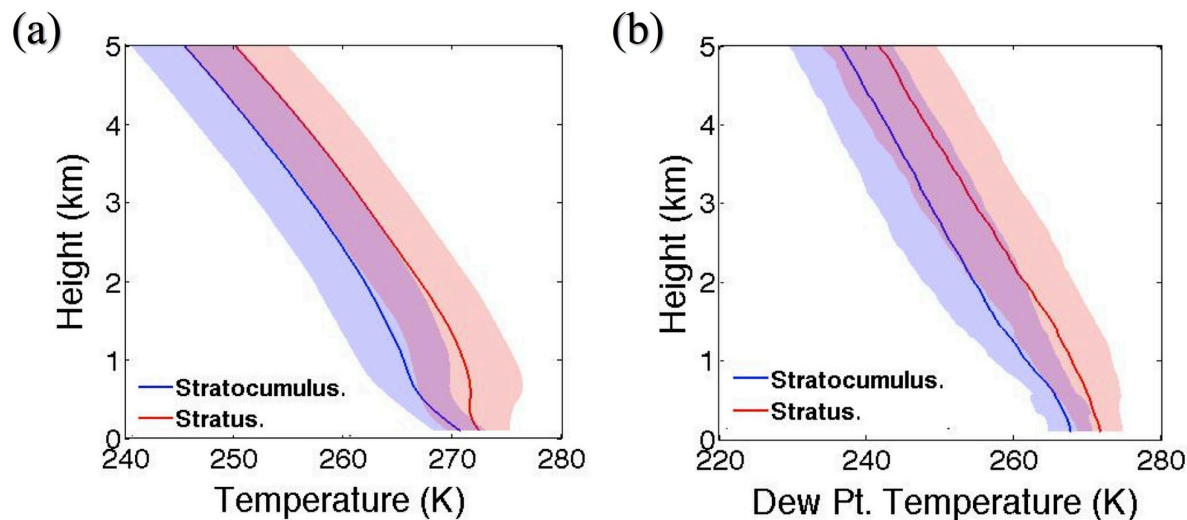 (a)
5
4
3
2
1
0
Height (km)
Stratocumulus.
Stratus.
240 250 260 270 280
Temperature (K)
(b)
5
4
3
2
1
0
Height (km)
Stratocumulus.
Stratus.
220 240 260 280
Dew Pt. Temperature (K)